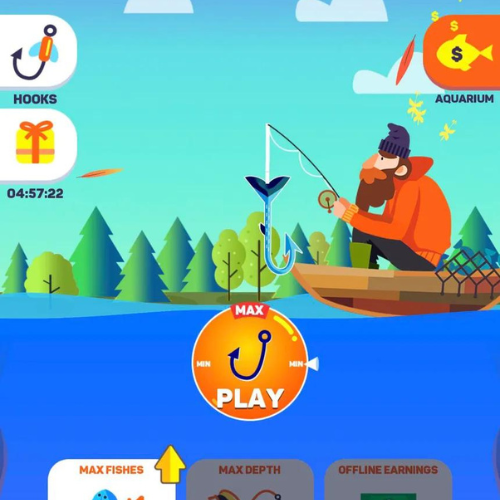 HOOKS
$
$
$
AQUARIUM
04:57:22
MAX
MIN
MIN
PLAY
MAX FISHES
MAX DEPTH
OFFLINE EARNINGS